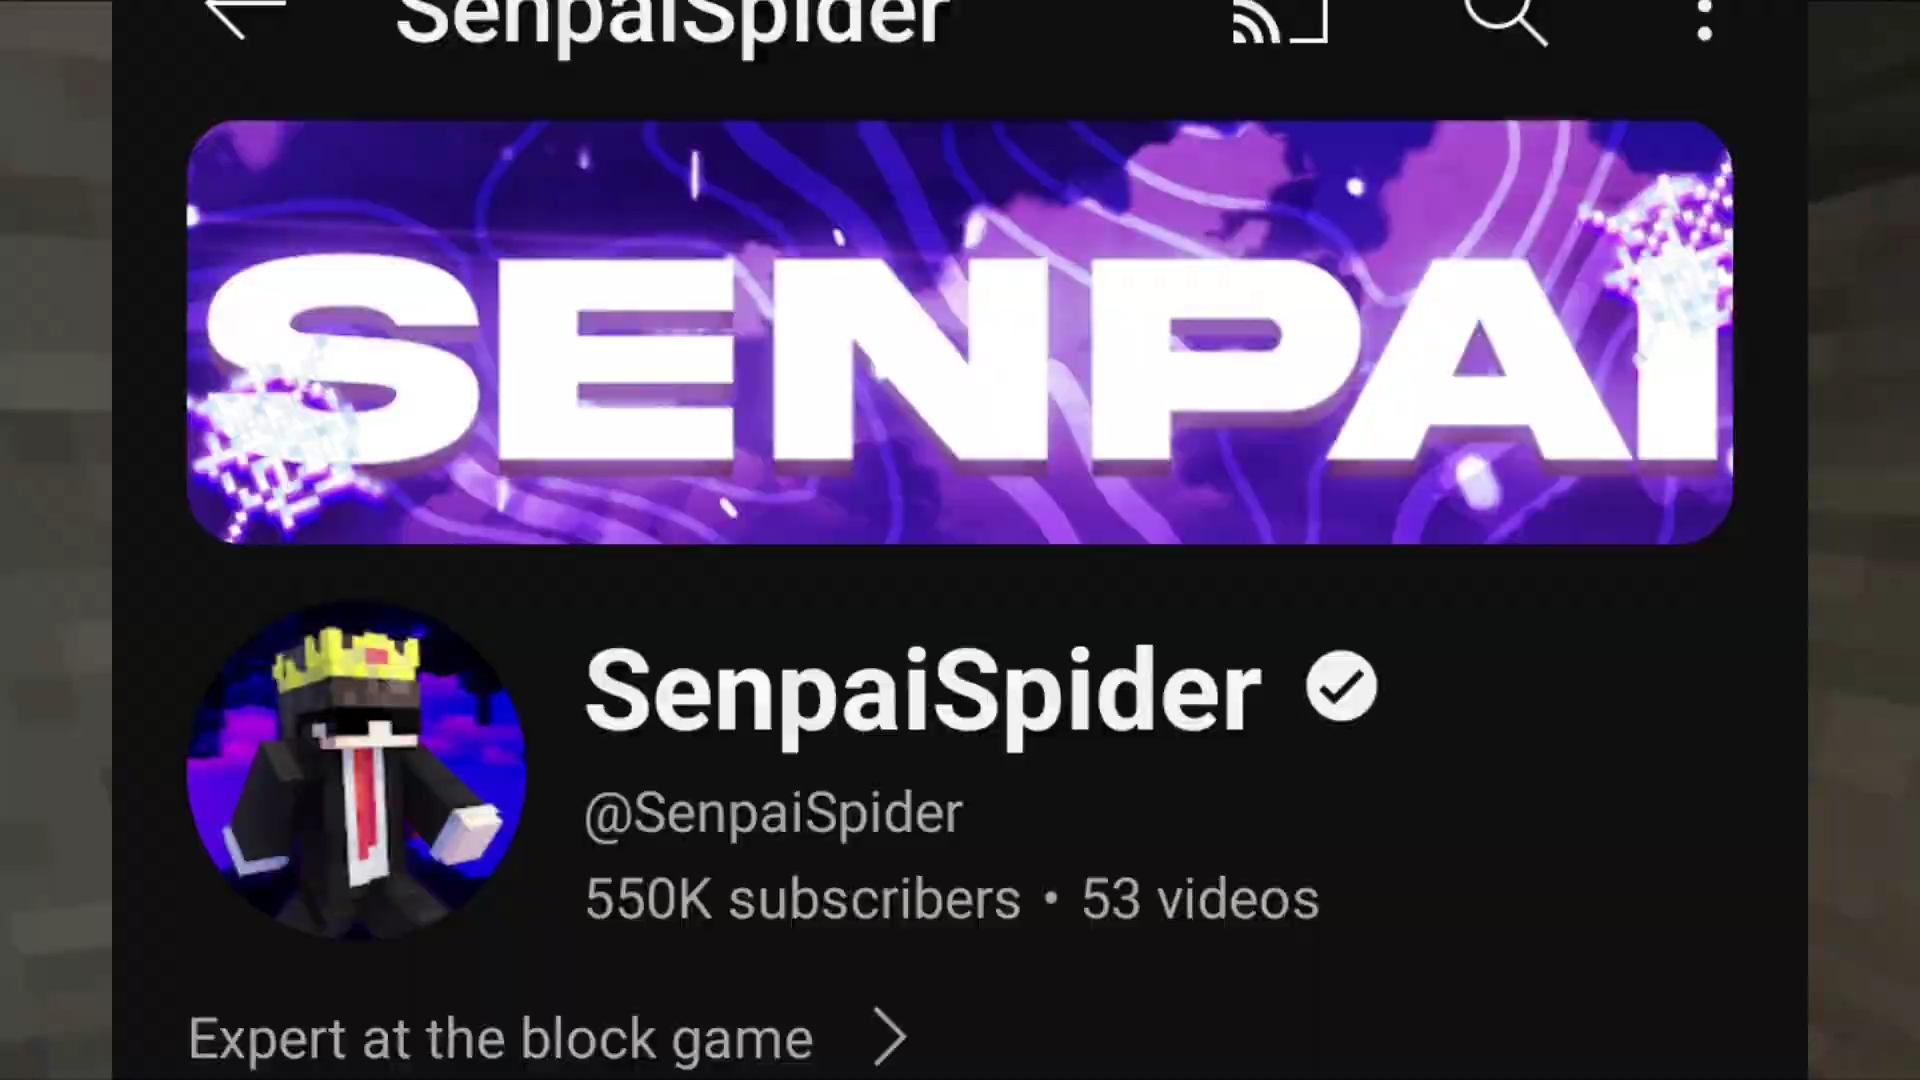 SenpaiSpider
SENPAI
SenpaiSpider
@SenpaiSpider
550K subscribers • 53 videos
Expert at the block game